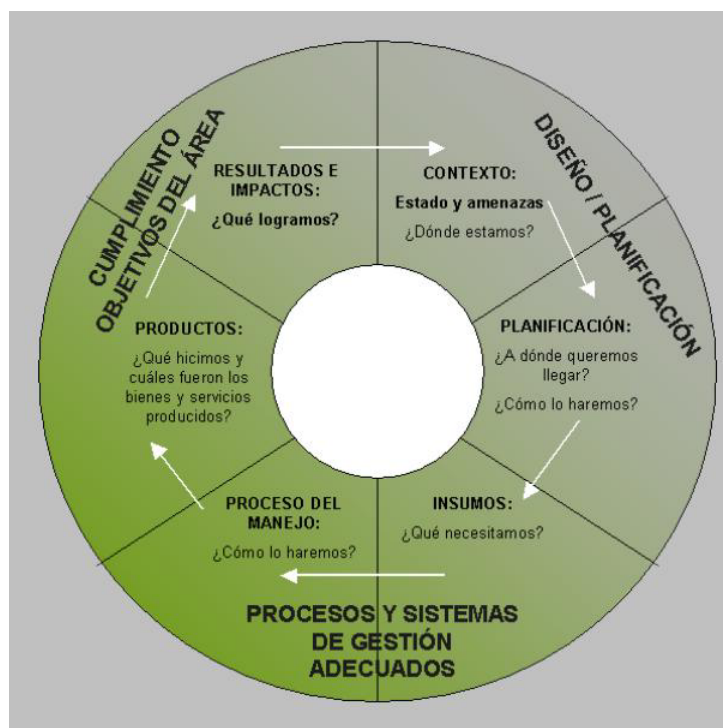 CUMPLIMIENTO
OBJETIVOS DEL ÁREA
RESULTADOS E
IMPACTOS:
¿Qué logramos?
CONTEXTO:
Estado y amenazas
¿Dónde estamos?
DISEÑO / PLANIFICACIÓN
PLANIFICACIÓN:
¿A dónde queremos
llegar?
¿Cómo lo haremos?
INSUMOS:
¿Qué necesitamos?
PROCESO DEL
MANEJO:
¿Cómo lo haremos?
PRODUCTOS:
¿Qué hicimos y
cuáles fueron los
bienes y servicios
producidos?
PROCESOS Y SISTEMAS
DE GESTIÓN
ADECUADOS